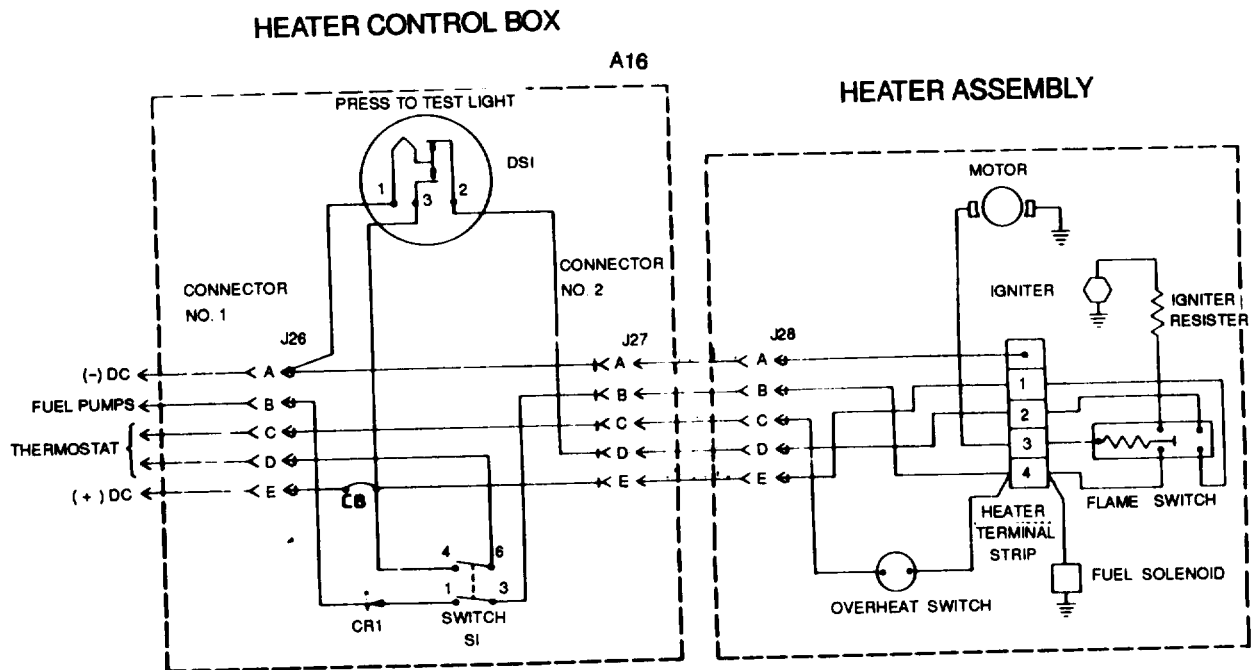 HEATER CONTROL BOX
A16
HEATER ASSEMBLY
PRESS TO TEST LIGHT
DSI
1
3
2
MOTOR
CONNECTOR
NO. 1
CONNECTOR
NO. 2
IGNITER
IGNITER
RESISTER
J26
J27
J28
(-) DC
A
A
A
FUEL PUMPS
B
B
B
THERMOSTAT
C
C
C
D
D
D
(+) DC
E
E
E
CB
1
2
3
4
4
6
1
3
CR1
SWITCH
SI
FLAME SWITCH
HEATER
TERMINAL
STRIP
OVERHEAT SWITCH
FUEL SOLENOID